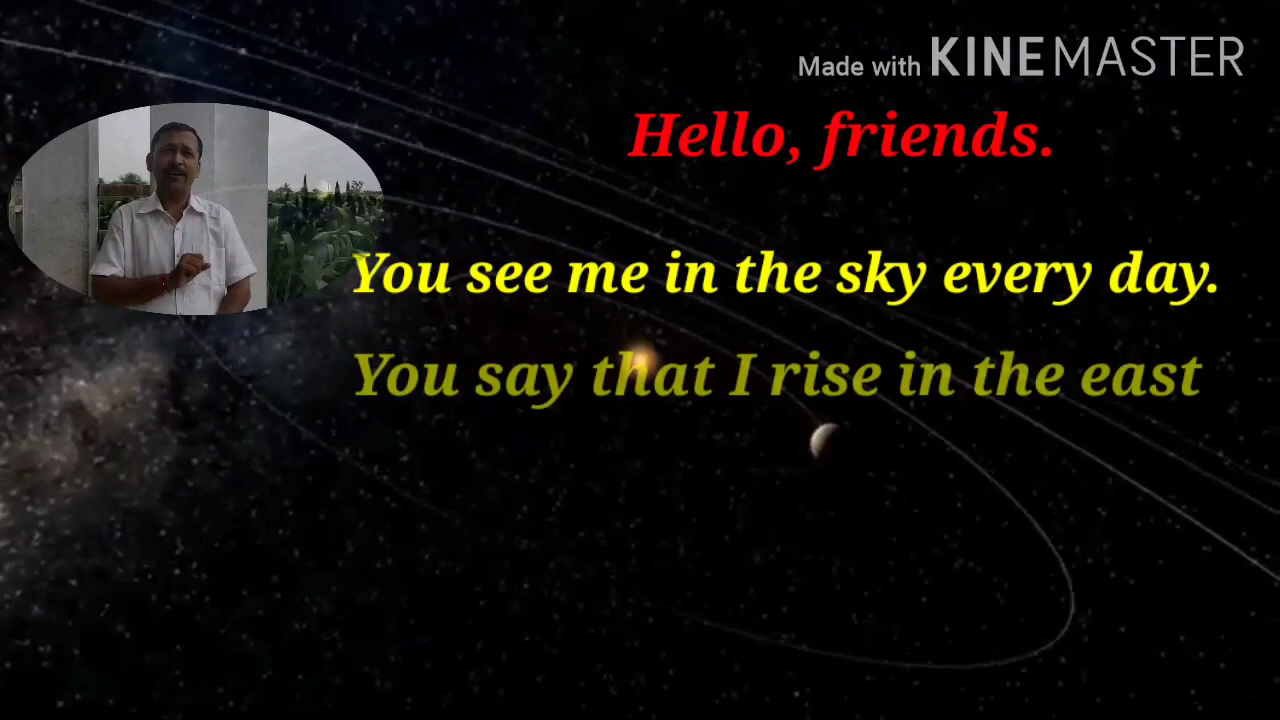 Made with KINEMASTER
Hello, friends.
You see me in the sky every day.
You say that I rise in the east